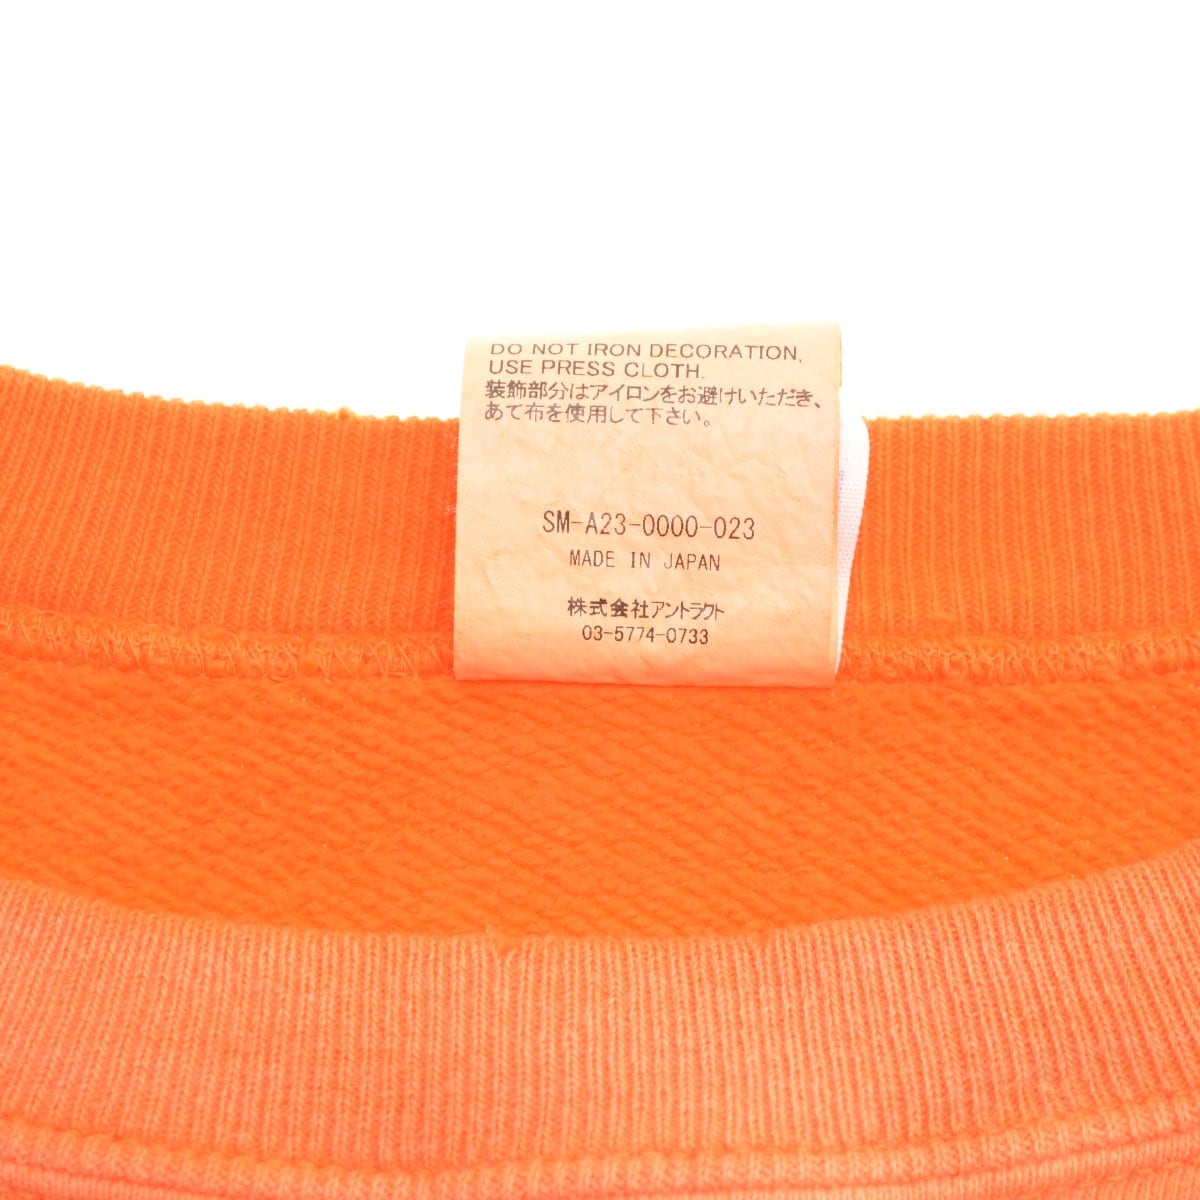 DO NOT IRON DECORATION,
USE PRESS CLOTH.
装飾部分はアイロンをお避けいただき、
あて布を使用して下さい。
SM-A23-0000-023
MADE IN JAPAN
株式会社アントラクト
03-5774-0733